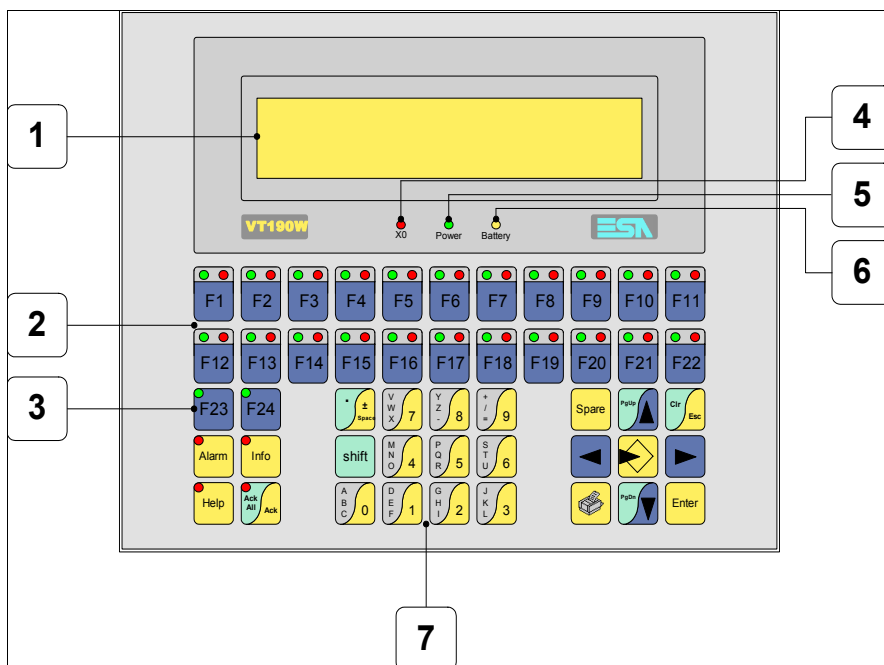 1
4
5
6
VT190W
X0
Power
Battery
ESA
F1 F2 F3 F4 F5 F6 F7 F8 F9 F10 F11
2
F12 F13 F14 F15 F16 F17 F18 F19 F20 F21 F22
3
F23 F24
. ± Space
V W X 7
Y Z - 8
+ / = 9
Spare
PgUp
Clr Esc
Alarm Info
shift
M N O 4
P Q R 5
S T U 6
Help
Ack All Ack
A B C 0
D E F 1
G H I 2
J K L 3
PgDn
Enter
7